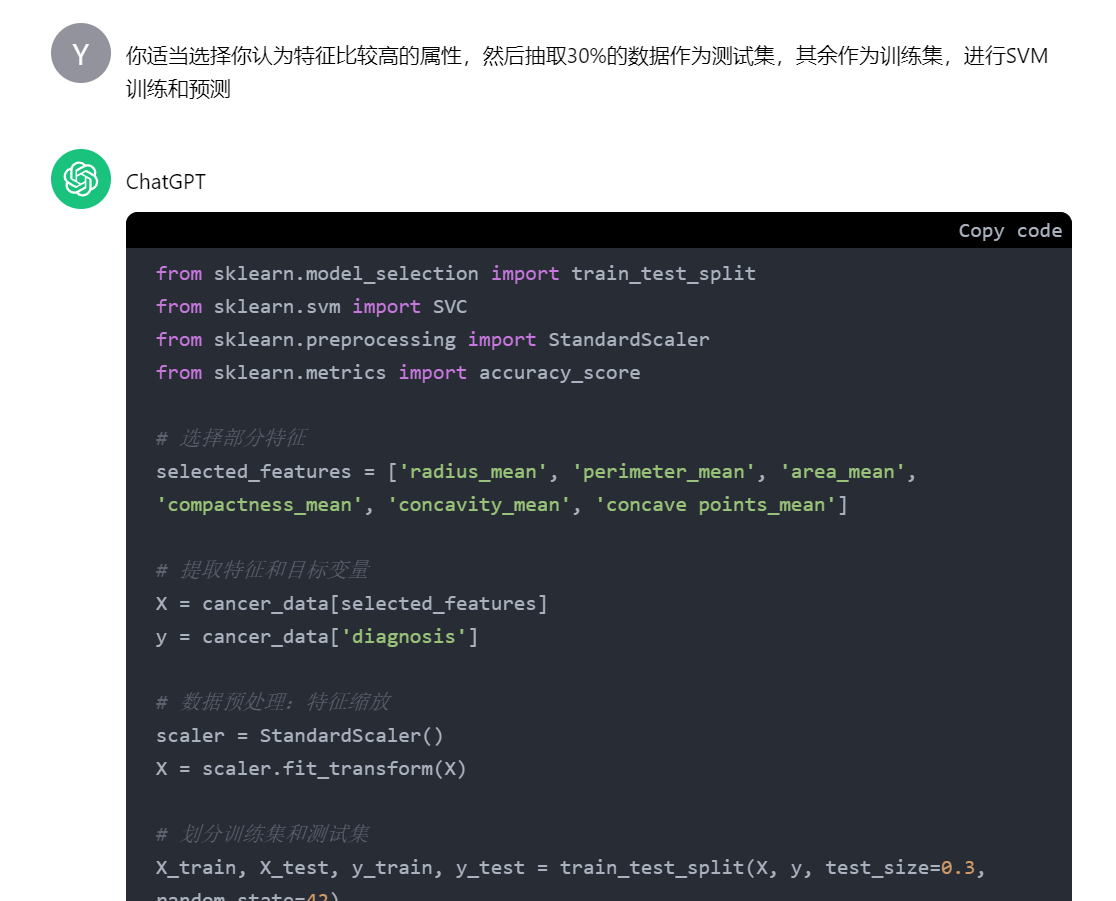 Y
你适当选择你认为特征比较高的属性，然后抽取30%的数据作为测试集，其余作为训练集，进行SVM
训练和预测
ChatGPT
Copy code
from sklearn.model_selection import train_test_split
from sklearn.svm import SVC
from sklearn.preprocessing import StandardScaler
from sklearn.metrics import accuracy_score
# 选择部分特征
selected_features = ['radius_mean', 'perimeter_mean', 'area_mean',
'compactness_mean', 'concavity_mean', 'concave points_mean']
# 提取特征和目标变量
X = cancer_data[selected_features]
y = cancer_data['diagnosis']
# 数据预处理：特征缩放
scaler = StandardScaler()
X = scaler.fit_transform(X)
# 划分训练集和测试集
X_train, X_test, y_train, y_test = train_test_split(X, y, test_size=0.3,
random_state=42)